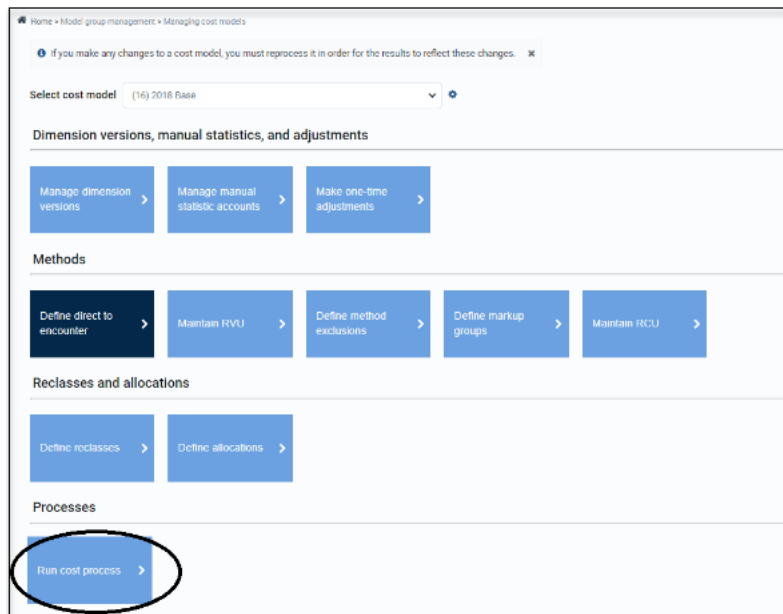 Home > Model group management > Managing cost models
If you make any changes to a cost model, you must reprocess it in order for the results to reflect these changes. ×
Select cost model (16) 2018 Base
Dimension versions, manual statistics, and adjustments
Manage dimension
versions
Manage manual
statistic accounts
Make one-time
adjustments
Methods
Define direct to
encounter
Maintain RVU
Define method
exclusions
Define markup
groups
Maintain RCU
Reclasses and allocations
Define reclasses
Define allocations
Processes
Run cost process